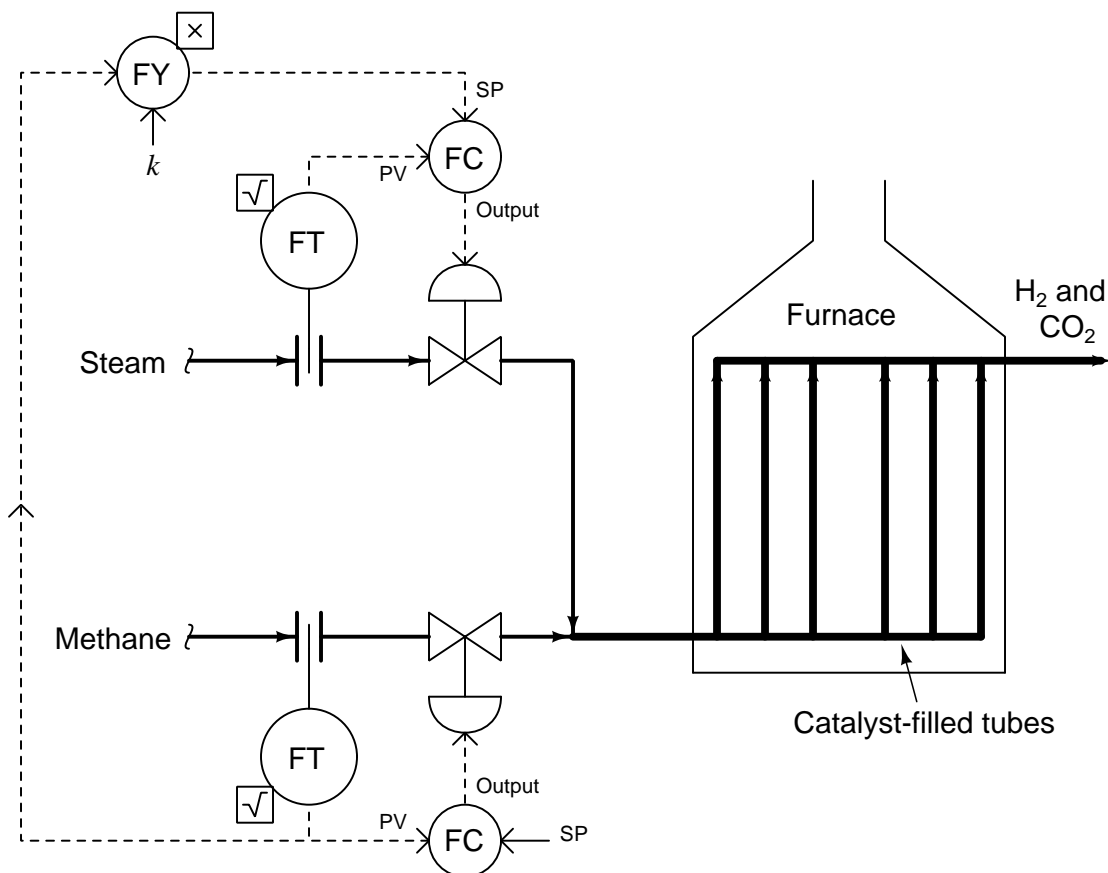 ×
FY
SP
k
FC
PV
√
Output
FT
H₂ and
CO₂
Furnace
Steam
Methane
Catalyst-filled tubes
FT
Output
√
PV
FC
SP